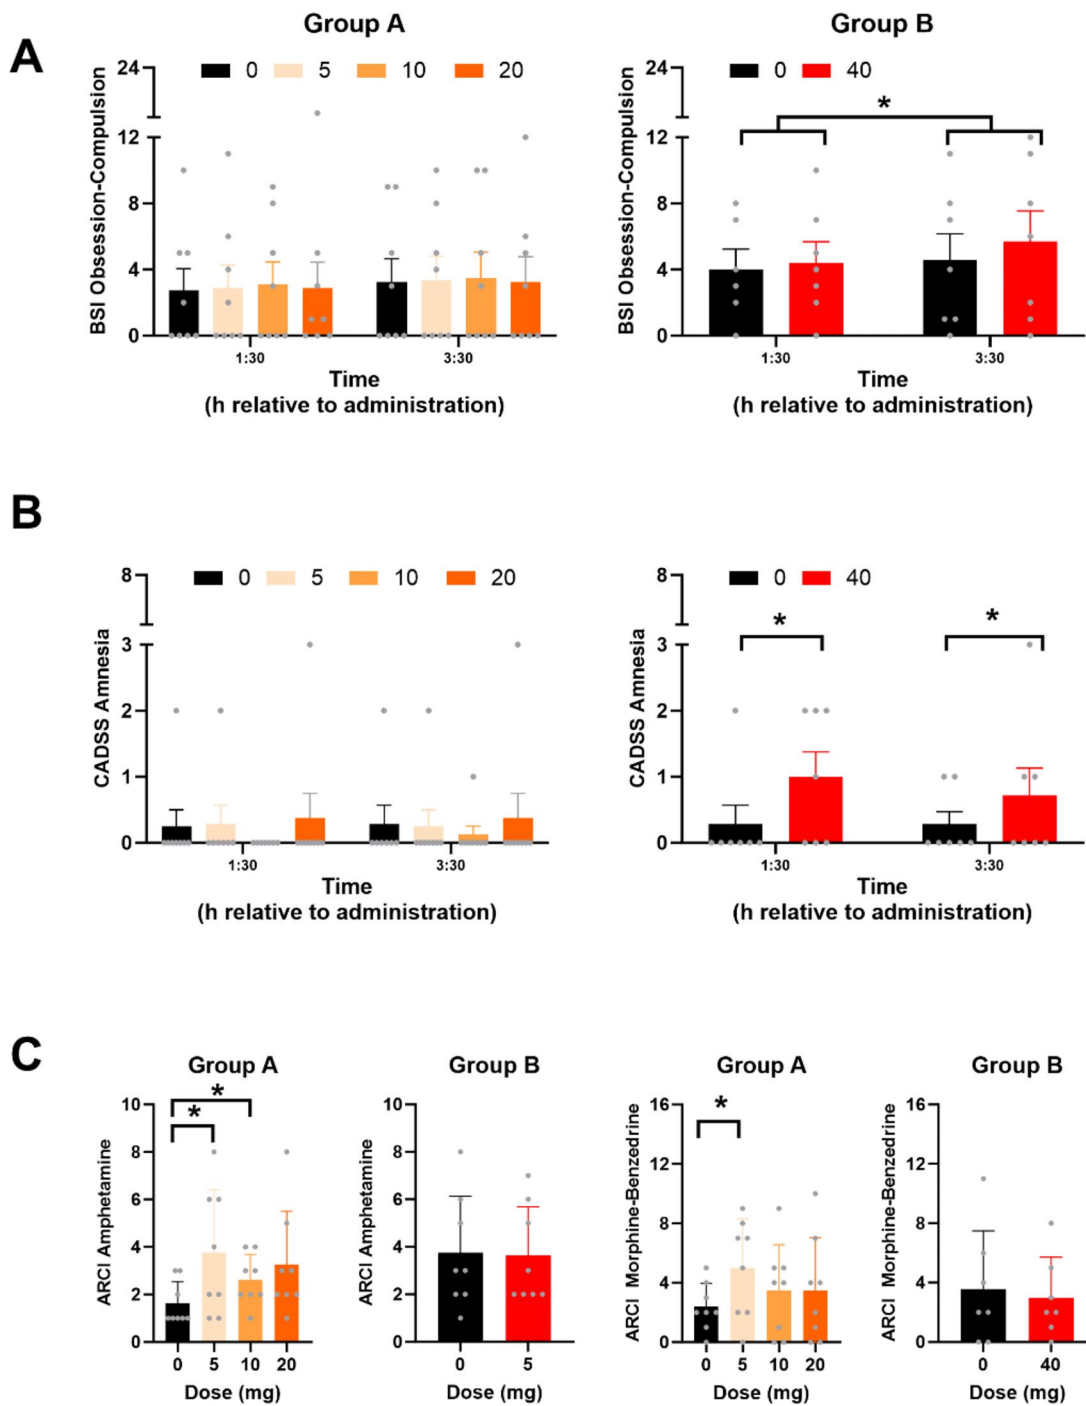 A
Group A
Group B
0 5 10 20
0 40
BSI Obsession-Compulsion
24
12
8
4
0
*
1:30 3:30
Time
(h relative to administration)
BSI Obsession-Compulsion
24
12
8
4
0
1:30 3:30
Time
(h relative to administration)
B
0 5 10 20
0 40
CADSS Amnesia
8
3
2
1
0
1:30 3:30
Time
(h relative to administration)
CADSS Amnesia
8
3
2
1
0
* *
1:30 3:30
Time
(h relative to administration)
C
Group A
ARCI Amphetamine
10
8
6
4
2
0
* *
0 5 10 20
Dose (mg)
Group B
ARCI Amphetamine
10
8
6
4
2
0
0 5
Dose (mg)
Group A
ARCI Morphine-Benzedrine
16
12
8
4
0
*
0 5 10 20
Dose (mg)
Group B
ARCI Morphine-Benzedrine
16
12
8
4
0
0 40
Dose (mg)